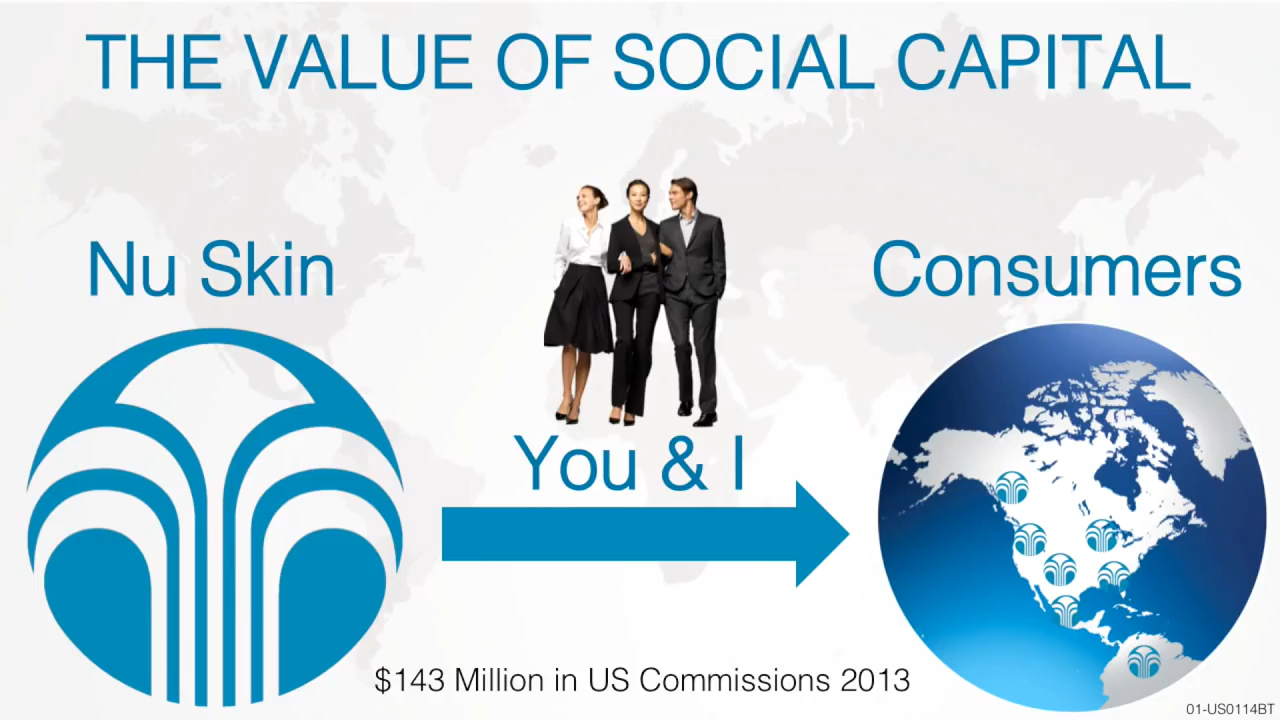 THE VALUE OF SOCIAL CAPITAL
Nu Skin
Consumers
You & I
$143 Million in US Commissions 2013
01-US0114BT